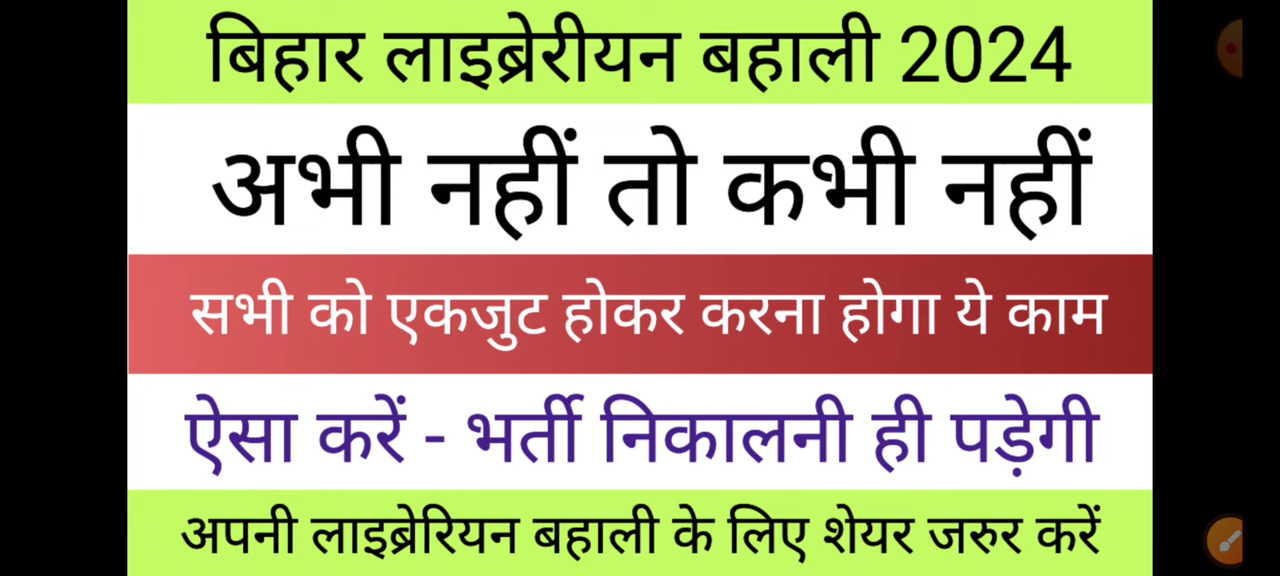 बिहार लाइब्रेरीयन बहाली 2024
अभी नहीं तो कभी नहीं
सभी को एकजुट होकर करना होगा ये काम
ऐसा करें - भर्ती निकालनी ही पड़ेगी
अपनी लाइब्रेरियन बहाली के लिए शेयर जरुर करें